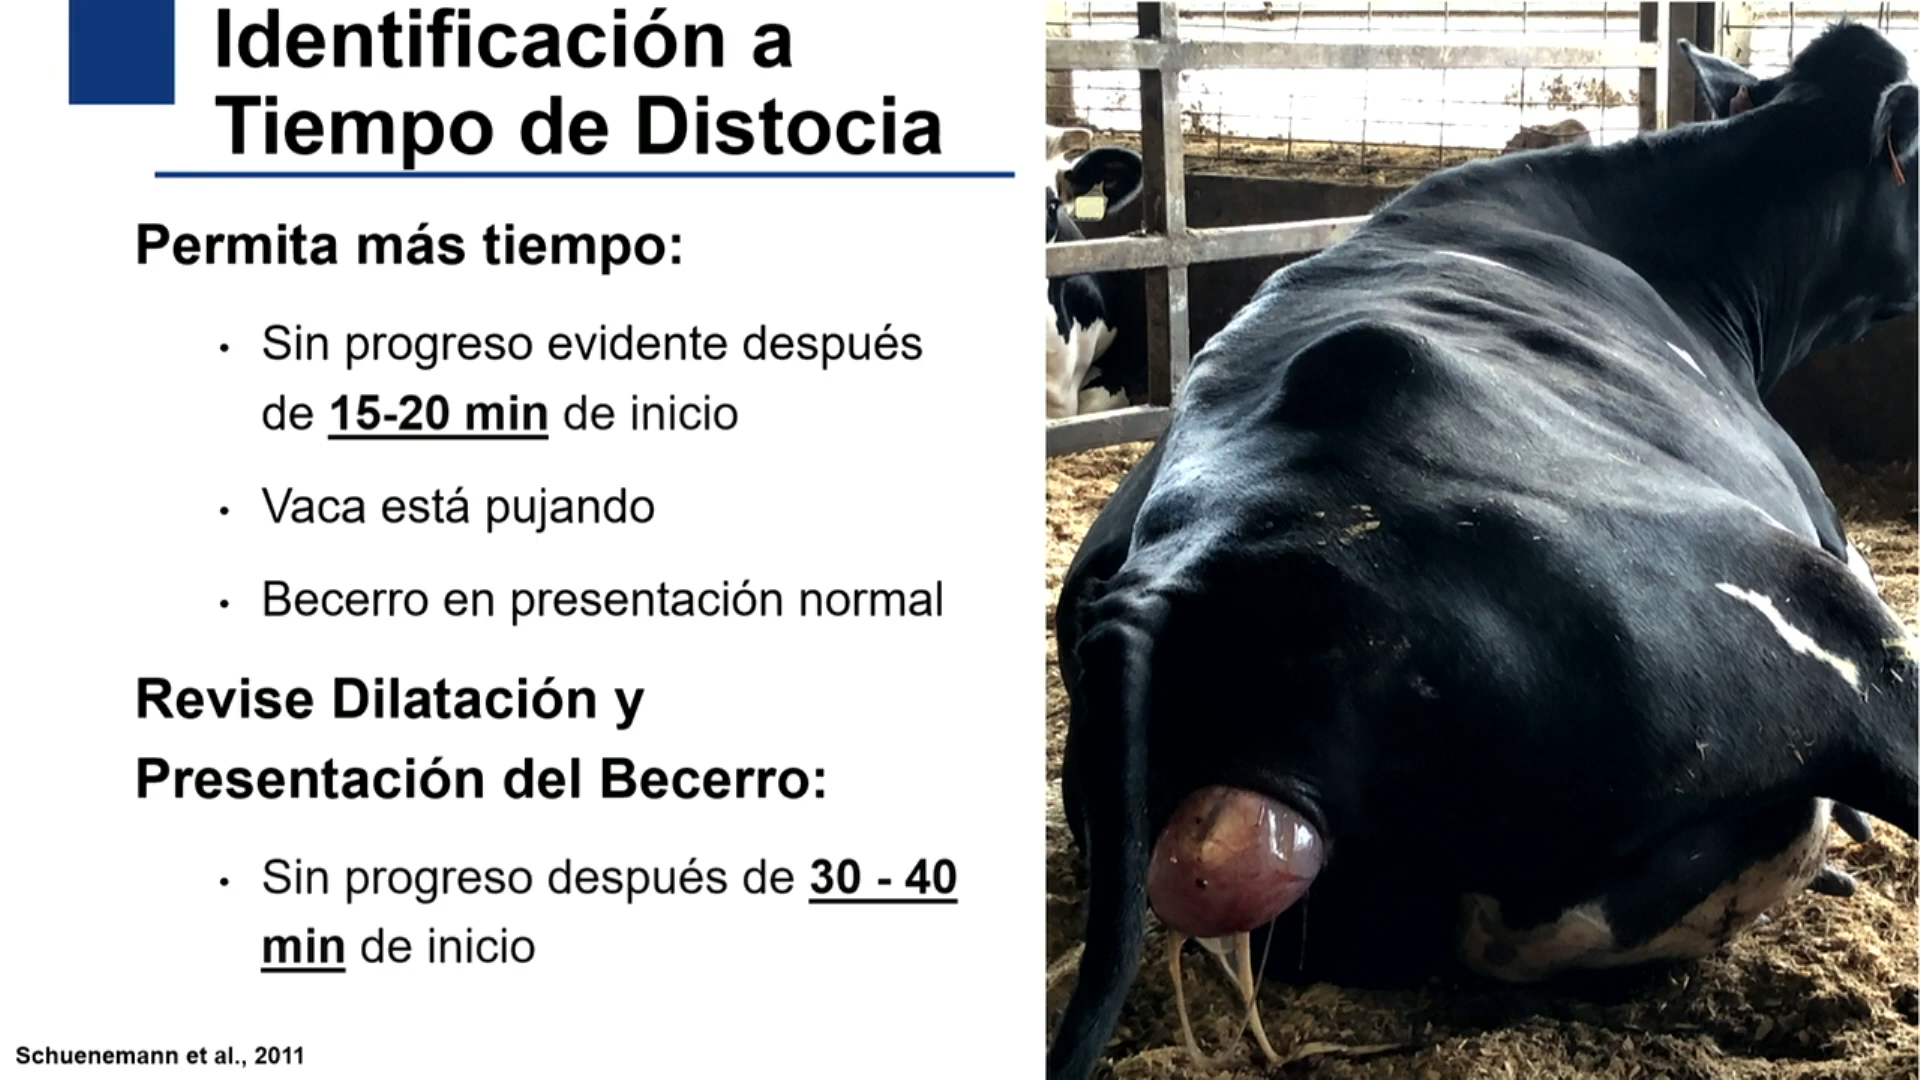 Identificación a
Tiempo de Distocia
Permita más tiempo:
• Sin progreso evidente después
de 15-20 min de inicio
• Vaca está pujando
• Becerro en presentación normal
Revise Dilatación y
Presentación del Becerro:
• Sin progreso después de 30 - 40
min de inicio
Schuenemann et al., 2011